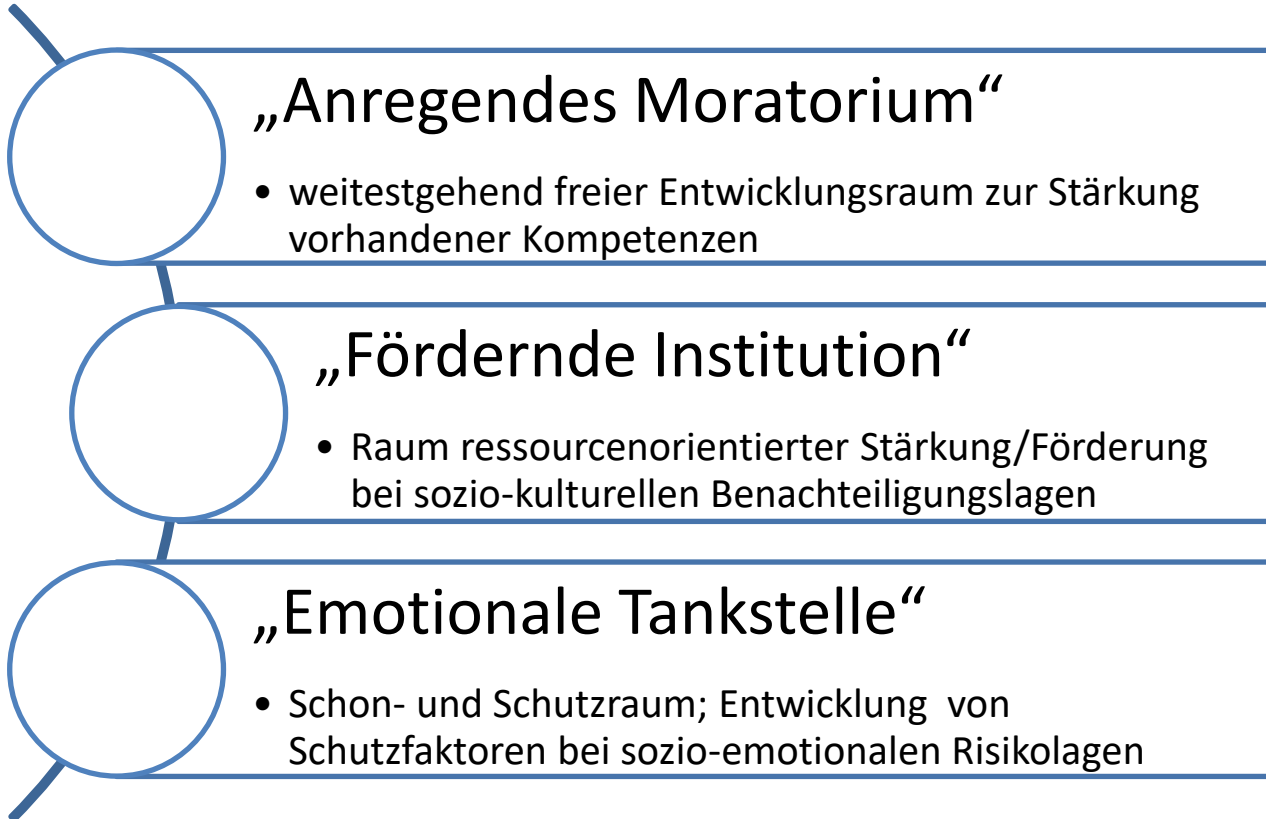 „Anregendes Moratorium“
• weitestgehend freier Entwicklungsraum zur Stärkung
vorhandener Kompetenzen
„Fördernde Institution“
• Raum ressourcenorientierter Stärkung/Förderung
bei sozio-kulturellen Benachteiligungslagen
„Emotionale Tankstelle“
• Schon- und Schutzraum; Entwicklung  von
Schutzfaktoren bei sozio-emotionalen Risikolagen